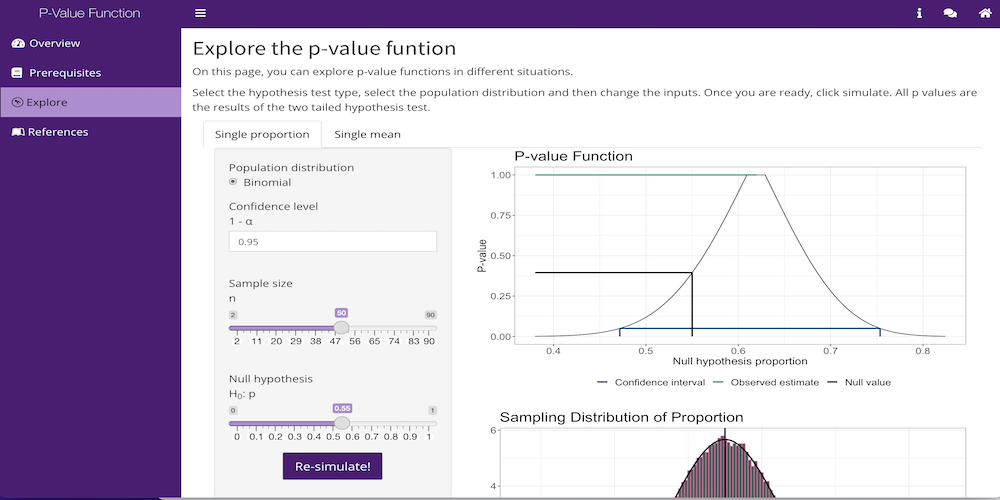 P-Value Function
Overview
Prerequisites
Explore
References
Explore the p-value funtion
On this page, you can explore p-value functions in different situations.
Select the hypothesis test type, select the population distribution and then change the inputs. Once you are ready, click simulate. All p values are
the results of the two tailed hypothesis test.
Single proportion Single mean
Population distribution
Binomial
Confidence level
1 - α
0.95
Sample size
n
2 50 90
2 11 20 29 38 47 56 65 74 83 90
Null hypothesis
H₀: p
0 0.55 1
0 0.1 0.2 0.3 0.4 0.5 0.6 0.7 0.8 0.9 1
Re-simulate!
P-value Function
P-value
1.00
0.75
0.50
0.25
0.00
0.4 0.5 0.6 0.7 0.8
Null hypothesis proportion
Confidence interval Observed estimate Null value
Sampling Distribution of Proportion
6
4